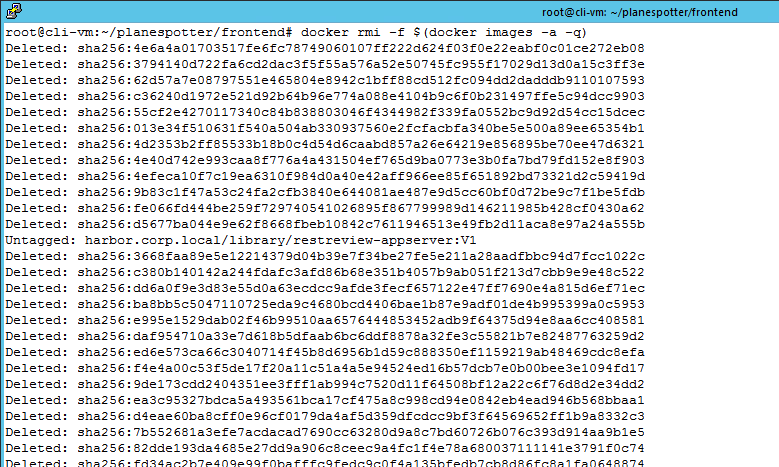 root@cli-vm: ~/planespotter/frontend
root@cli-vm:~/planespotter/frontend# docker rmi -f $(docker images -a -q)
Deleted: sha256:4e6a4a01703517fe6fc78749060107ff222d624f03f0e22eabf0c01ce272eb08
Deleted: sha256:3794140d722fa6cd2dac3f5f55a576a52e50745fc955f17029d13d0a15c3ff3e
Deleted: sha256:62d57a7e08797551e465804e8942c1bff88cd512fc094dd2dadddb9110107593
Deleted: sha256:c36240d1972e521d92b64b96e774a088e4104b9c6f0b231497ffe5c94dcc9903
Deleted: sha256:55cf2e4270117340c84b838803046f4344982f339fa0552bc9d92d54cc15dcec
Deleted: sha256:013e34f510631f540a504ab330937560e2fcfacbfa340be5e500a89ee65354b1
Deleted: sha256:4d2353b2ff85533b18b0c4d54d6caabd857a26e64219e856895be70ee47d6321
Deleted: sha256:4e40d742e993caa8f776a4a431504ef765d9ba0773e3b0fa7bd79fd152e8f903
Deleted: sha256:4efeca10f7c19ea6310f984d0a40e42aff966ee85f651892bd73321d2c59419d
Deleted: sha256:9b83c1f47a53c24fa2cfb3840e644081ae487e9d5cc60bf0d72be9c7f1be5fdb
Deleted: sha256:fe066fd444be259f729740541026895f867799989d146211985b428cf0430a62
Deleted: sha256:d5677ba044e9e62f8668fbeb10842c7611946513e49fb2d11aca8e97a24a555b
Untagged: harbor.corp.local/library/restreview-appserver:V1
Deleted: sha256:3668faa89e5e12214379d04b39e7f34be27fe5e211a28aadfbbc94d7fcc1022c
Deleted: sha256:c380b140142a244fdafc3afd86b68e351b4057b9ab051f213d7cbb9e9e48c522
Deleted: sha256:dd6a0f9e3d83e55d0a63ecdcc9afde3fecf657122e47ff7690e4a815d6ef71ec
Deleted: sha256:ba8bb5c5047110725eda9c4680bcd4406bae1b87e9adf01de4b995399a0c5953
Deleted: sha256:e995e1529dab02f46b99510aa6576444853452adb9f64375d94e8aa6cc408581
Deleted: sha256:daf954710a33e7d618b5dfaab6bc6ddf8878a32fe3c55821b7e82487763259d2
Deleted: sha256:ed6e573ca66c3040714f45b8d6956b1d59c888350ef1159219ab48469cdc8efa
Deleted: sha256:f4e4a00c53f5de17f20a11c51a4a5e94524ed16b57dcb7e0b00bee3e1094fd17
Deleted: sha256:9de173cdd2404351ee3fff1ab994c7520d11f64508bf12a22c6f76d8d2e34dd2
Deleted: sha256:ea3c95327bdca5a493561bca17cf475a8c998cd94e0842eb4ead946b568bbaa1
Deleted: sha256:d4eae60ba8cff0e96cf0179da4af5d359dfcdcc9bf3f64569652ff1b9a8332c3
Deleted: sha256:7b552681a3efe7acdacad7690cc63280d9a8c7bd60726b076c393d914aa9b1e5
Deleted: sha256:82dde193da4685e27dd9a906c8ceec9a4fc1f4e78a680037111141e3791f0c74
Deleted: sha256:fd34ac2b7e409e99f0bafffc9fedc9c0f4a135bfedb7cb8d86fc8a1fa0648874